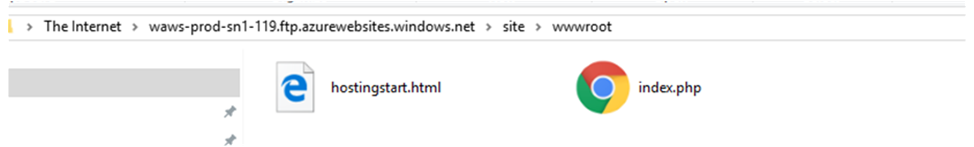 The Internet > waws-prod-sn1-119.ftp.azurewebsites.windows.net > site > wwwroot
hostingstart.html
index.php